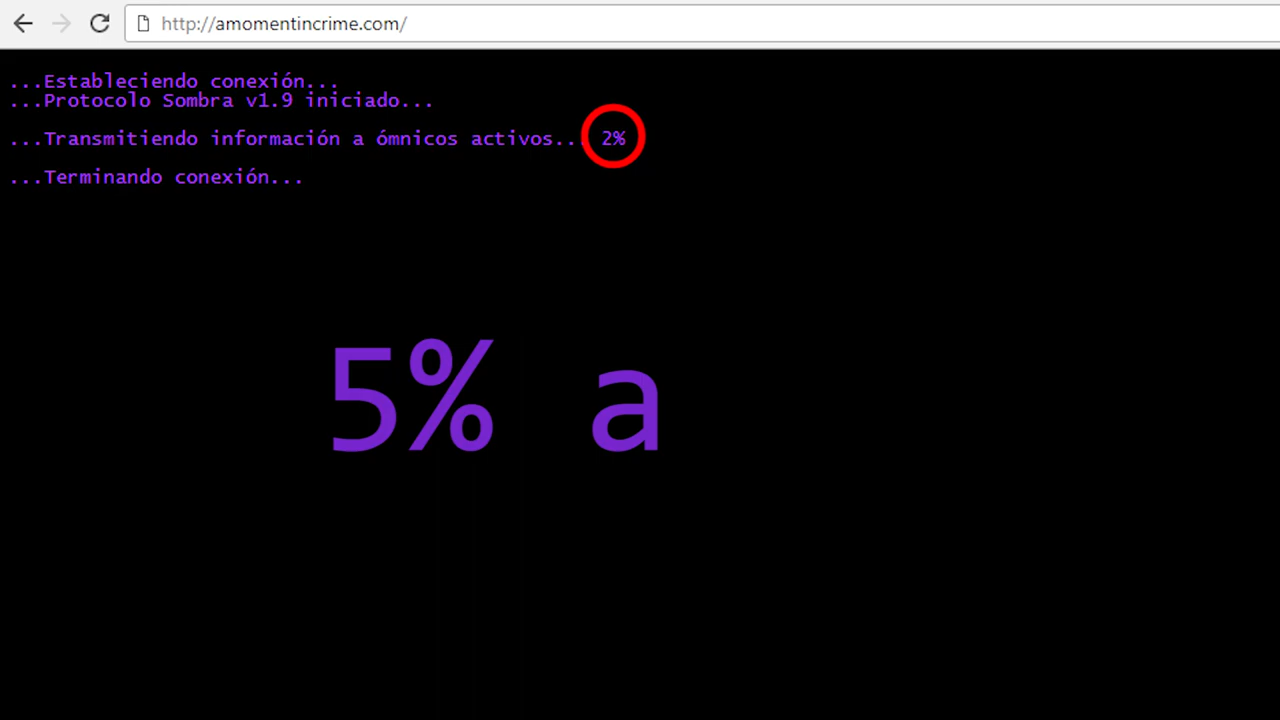 http://amomentincrime.com/
...Estableciendo conexión...
...Protocolo Sombra v1.9 iniciado...
...Transmitiendo información a ómnicos activos... 2%
...Terminando conexión...
5% a